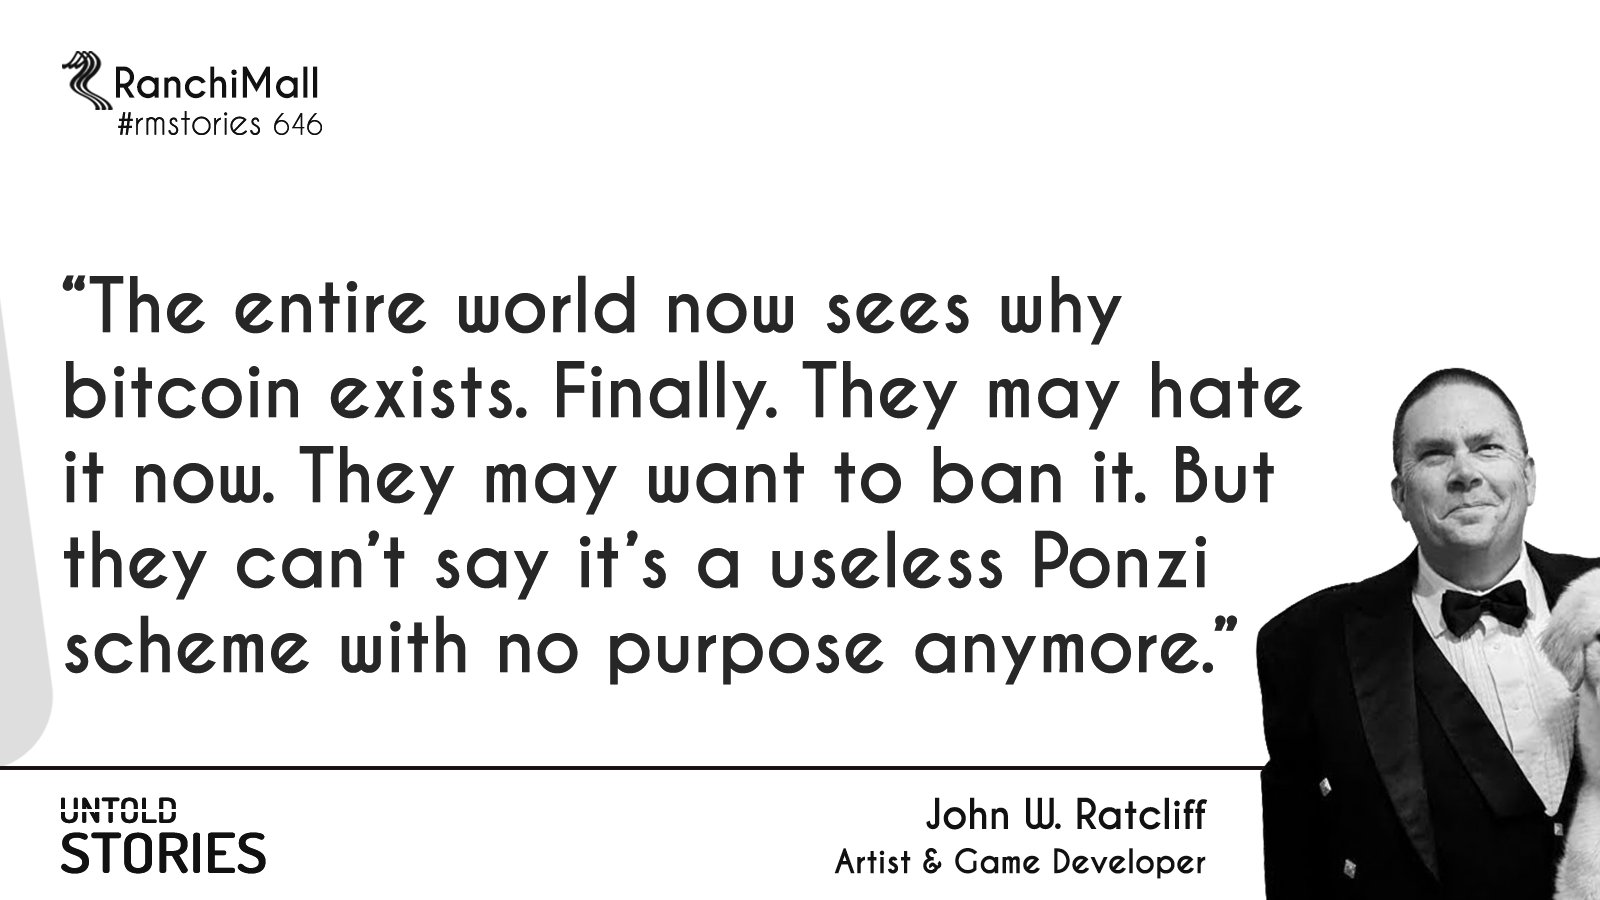 RanchiMall
#rmstories 646
“The entire world now sees why
bitcoin exists. Finally. They may hate
it now. They may want to ban it. But
they can’t say it’s a useless Ponzi
scheme with no purpose anymore.”
UNTOLD
STORIES
John W. Ratcliff
Artist & Game Developer